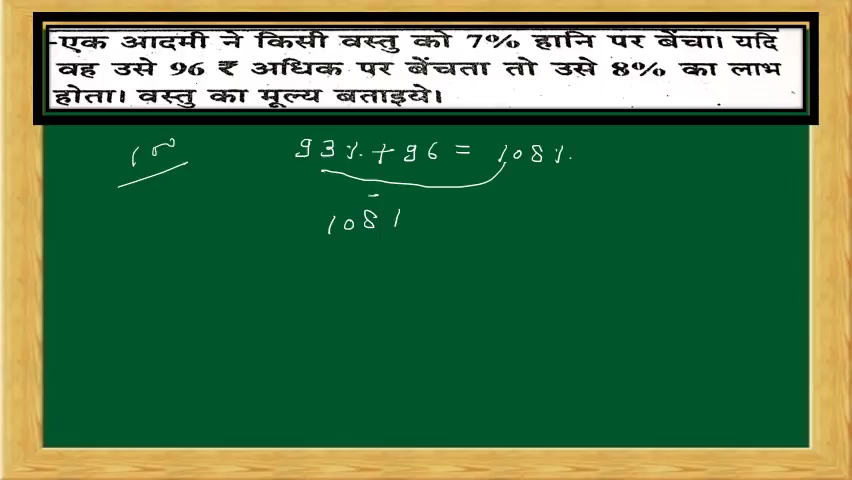 -एक आदमी ने किसी वस्तु को 7% हानि पर बेंचा। यदि
वह उसे 96 ₹ अधिक पर बेंचता तो उसे 8% का लाभ
होता। वस्तु का मूल्य बताइये।
100 93% + 96 = 108%.
108 1